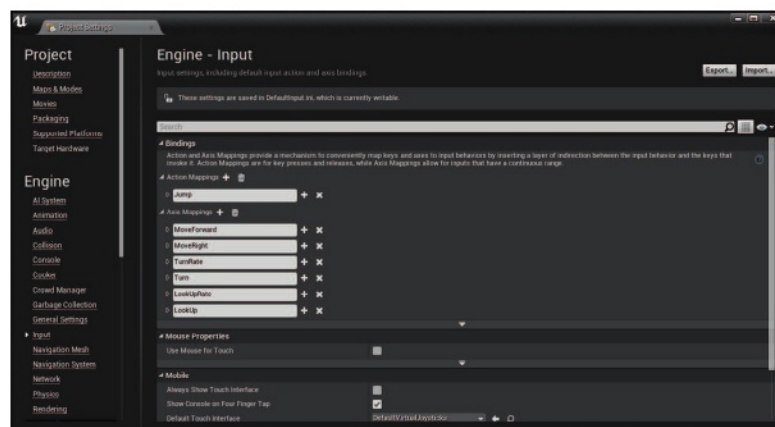 Project Settings
Project
Description
Maps & Modes
Movies
Packaging
Supported Platforms
Target Hardware
Engine
AI System
Animation
Audio
Collision
Console
Cooker
Crowd Manager
Garbage Collection
General Settings
Input
Navigation Mesh
Navigation System
Network
Physics
Rendering
Engine - Input
Input settings, including default input action and axis bindings.
Export... Import...
These settings are saved in DefaultInput.ini, which is currently writable.
Search
Bindings
Action and Axis Mappings provide a mechanism to conveniently map keys and axes to input behaviors by inserting a layer of indirection between the input behavior and the keys that
invoke it. Action Mappings are for key presses and releases, while Axis Mappings allow for inputs that have a continuous range.
Action Mappings
Jump
Axis Mappings
MoveForward
MoveRight
TurnRate
Turn
LookUpRate
LookUp
Mouse Properties
Use Mouse for Touch
Mobile
Always Show Touch Interface
Show Console on Four Finger Tap
Default Touch Interface
DefaultVirtualJoysticks